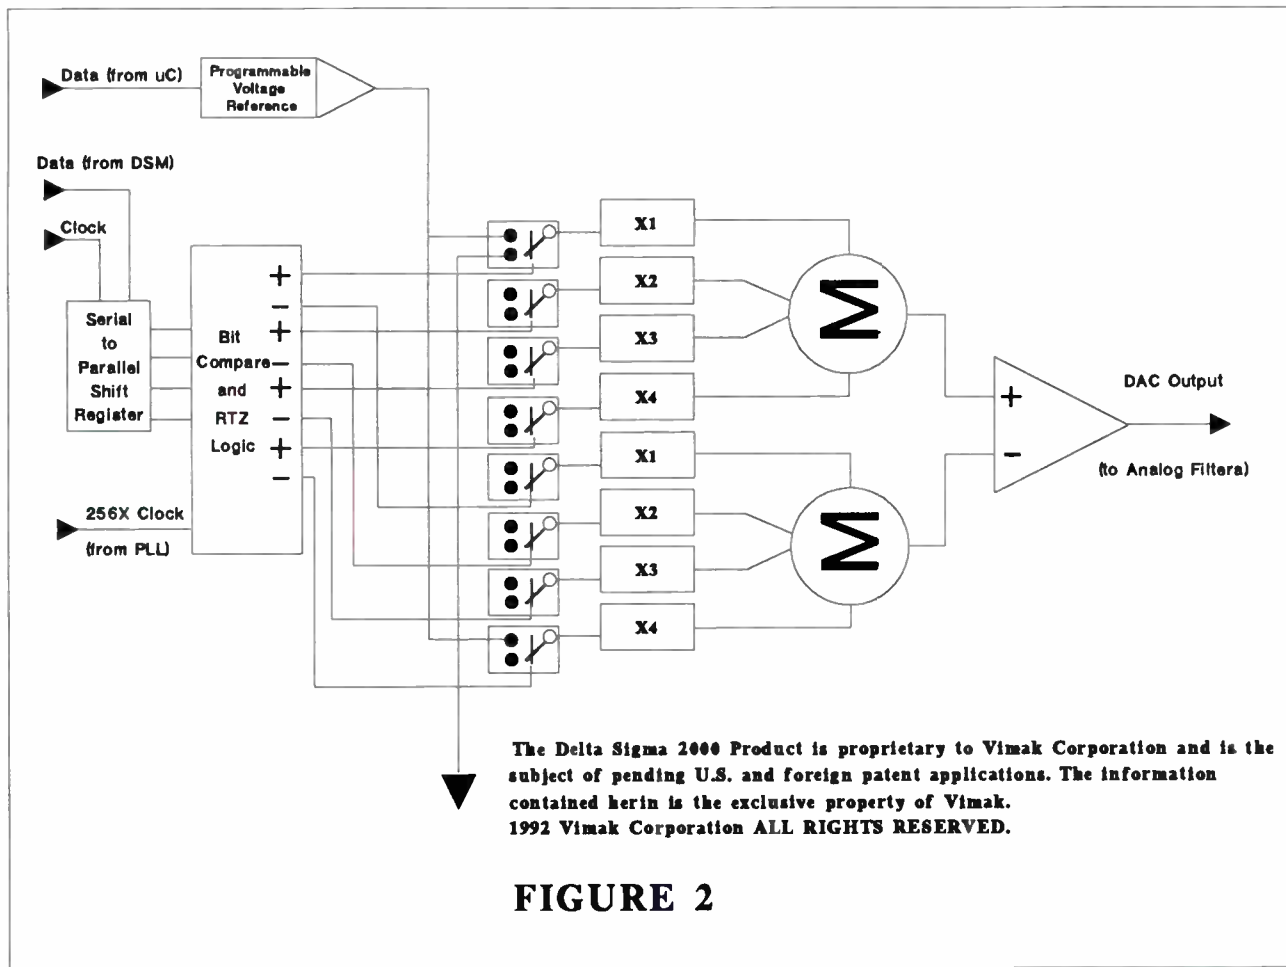 Data (from uC)
Programmable
Voltage
Reference
Data (from DSM)
Clock
Serial
to
Parallel
Shift
Register
Bit
Compare
and
RTZ
Logic
+
−
+
−
+
−
+
−
256X Clock
(from PLL)
X1
X2
X3
X4
X1
X2
X3
X4
M
M
+
−
DAC Output
(to Analog Filtera)
The Delta Sigma 2000 Product is proprietary to Vimak Corporation and is the
subject of pending U.S. and foreign patent applications. The information
contained herin is the exclusive property of Vimak.
1992 Vimak Corporation ALL RIGHTS RESERVED.
FIGURE 2